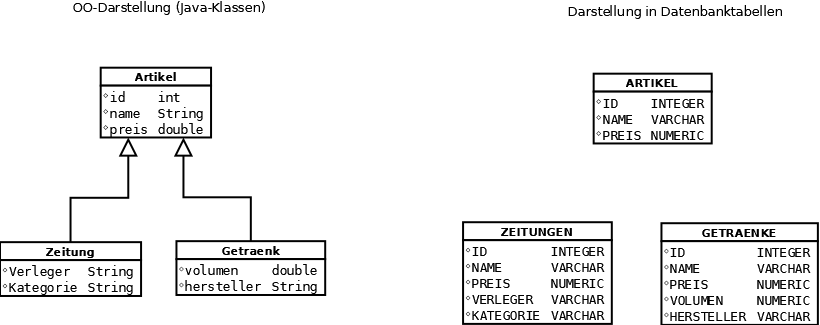 OO-Darstellung (Java-Klassen)
Artikel
id int
name String
preis double
Zeitung
Verleger String
Kategorie String
Getraenk
volumen double
hersteller String
Darstellung in Datenbanktabellen
ARTIKEL
ID INTEGER
NAME VARCHAR
PREIS NUMERIC
ZEITUNGEN
ID INTEGER
NAME VARCHAR
PREIS NUMERIC
VERLEGER VARCHAR
KATEGORIE VARCHAR
GETRAENKE
ID INTEGER
NAME VARCHAR
PREIS NUMERIC
VOLUMEN NUMERIC
HERSTELLER VARCHAR